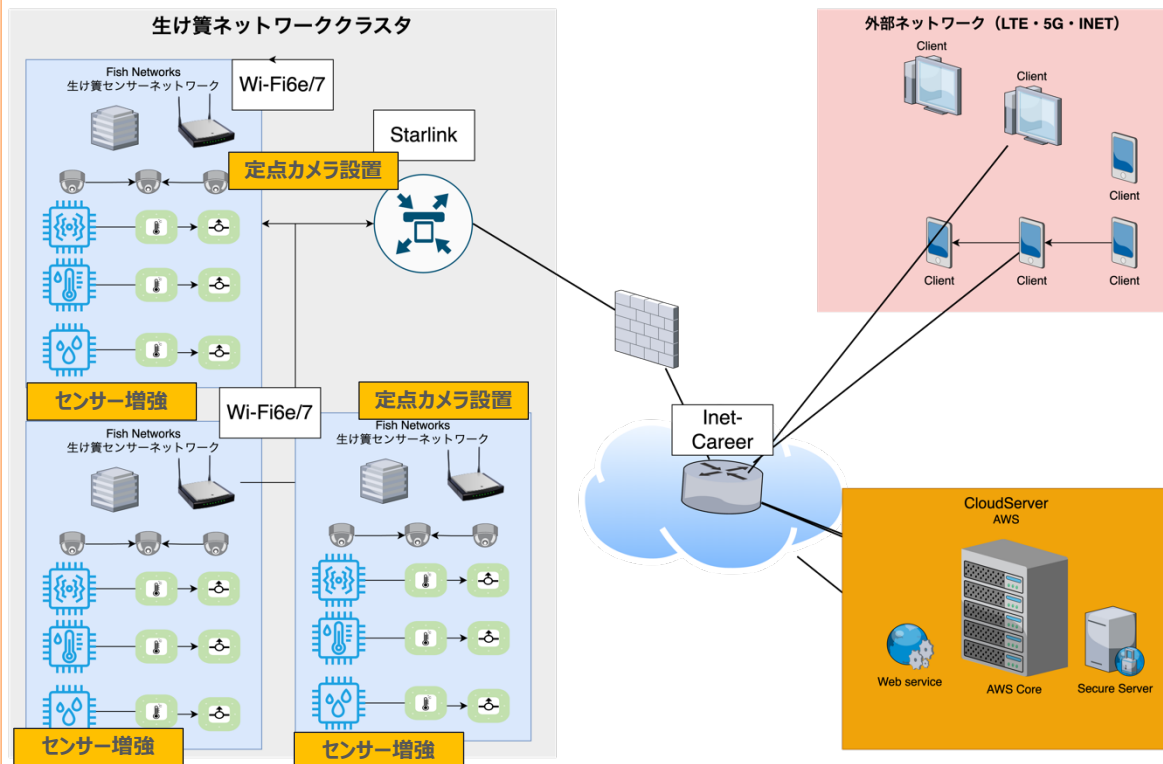 生け簀ネットワーククラスタ
Fish Networks
生け簀センサーネットワーク
Wi-Fi6e/7
Starlink
定点カメラ設置
センサー増強
Wi-Fi6e/7
Fish Networks
生け簀センサーネットワーク
センサー増強
定点カメラ設置
Fish Networks
生け簀センサーネットワーク
センサー増強
外部ネットワーク（LTE・5G・INET）
Client
Client
Client
Client
Client
Client
Inet-
Career
CloudServer
AWS
Web service
AWS Core
Secure Server